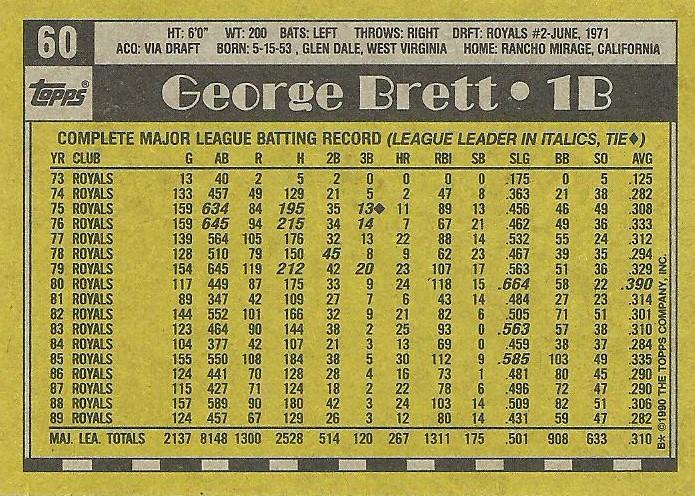 60
HT: 6'0" WT: 200 BATS: LEFT THROWS: RIGHT DRFT: ROYALS #2-JUNE, 1971
ACQ: VIA DRAFT BORN: 5-15-53 , GLEN DALE, WEST VIRGINIA HOME: RANCHO MIRAGE, CALIFORNIA
TOPPS® George Brett • 1B
COMPLETE MAJOR LEAGUE BATTING RECORD (LEAGUE LEADER IN ITALICS, TIE♦)
YR CLUB G AB R H 2B 3B HR RBI SB SLG BB SO AVG
73 ROYALS 13 40 2 5 2 0 0 0 0 .175 0 5 .125
74 ROYALS 133 457 49 129 21 5 2 47 8 .363 21 38 .282
75 ROYALS 159 634 84 195 35 13♦ 11 89 13 .456 46 49 .308
76 ROYALS 159 645 94 215 34 14 7 67 21 .462 49 36 .333
77 ROYALS 139 564 105 176 32 13 22 88 14 .532 55 24 .312
78 ROYALS 128 510 79 150 45 8 9 62 23 .467 39 35 .294
79 ROYALS 154 645 119 212 42 20 23 107 17 .563 51 36 .329
80 ROYALS 117 449 87 175 33 9 24 118 15 .664 58 22 .390
81 ROYALS 89 347 42 109 27 7 6 43 14 .484 27 23 .314
82 ROYALS 144 552 101 166 32 9 21 82 6 .505 71 51 .301
83 ROYALS 123 464 90 144 38 2 25 93 0 .563 57 38 .310
84 ROYALS 104 377 42 107 21 3 13 69 0 .459 38 37 .284
85 ROYALS 155 550 108 184 38 5 30 112 9 .585 103 49 .335
86 ROYALS 124 441 70 128 28 4 16 73 1 .481 80 45 .290
87 ROYALS 115 427 71 124 18 2 22 78 6 .496 72 47 .290
88 ROYALS 157 589 90 180 42 3 24 103 14 .509 82 51 .306
89 ROYALS 124 457 67 129 26 3 12 80 14 .431 59 47 .282
MAJ. LEA. TOTALS 2137 8148 1300 2528 514 120 267 1311 175 .501 908 633 .310
B* ©1990 THE TOPPS COMPANY, INC.